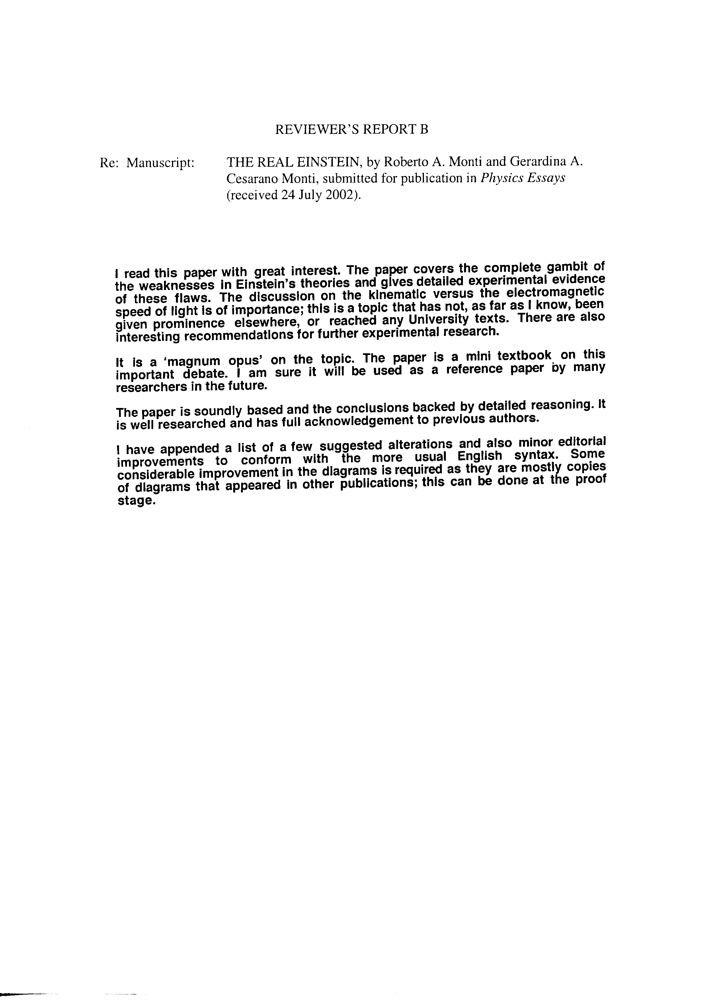 REVIEWER'S REPORT B
Re: Manuscript: THE REAL EINSTEIN, by Roberto A. Monti and Gerardina A.
Cesarano Monti, submitted for publication in Physics Essays
(received 24 July 2002).
I read this paper with great interest. The paper covers the complete gambit of
the weaknesses in Einstein's theories and gives detailed experimental evidence
of these flaws. The discussion on the kinematic versus the electromagnetic
speed of light is of importance; this is a topic that has not, as far as I know, been
given prominence elsewhere, or reached any University texts. There are also
interesting recommendations for further experimental research.
It is a 'magnum opus' on the topic. The paper is a mini textbook on this
important debate. I am sure it will be used as a reference paper by many
researchers in the future.
The paper is soundly based and the conclusions backed by detailed reasoning. It
is well researched and has full acknowledgement to previous authors.
I have appended a list of a few suggested alterations and also minor editorial
improvements to conform with the more usual English syntax. Some
considerable improvement in the diagrams is required as they are mostly copies
of diagrams that appeared in other publications; this can be done at the proof
stage.